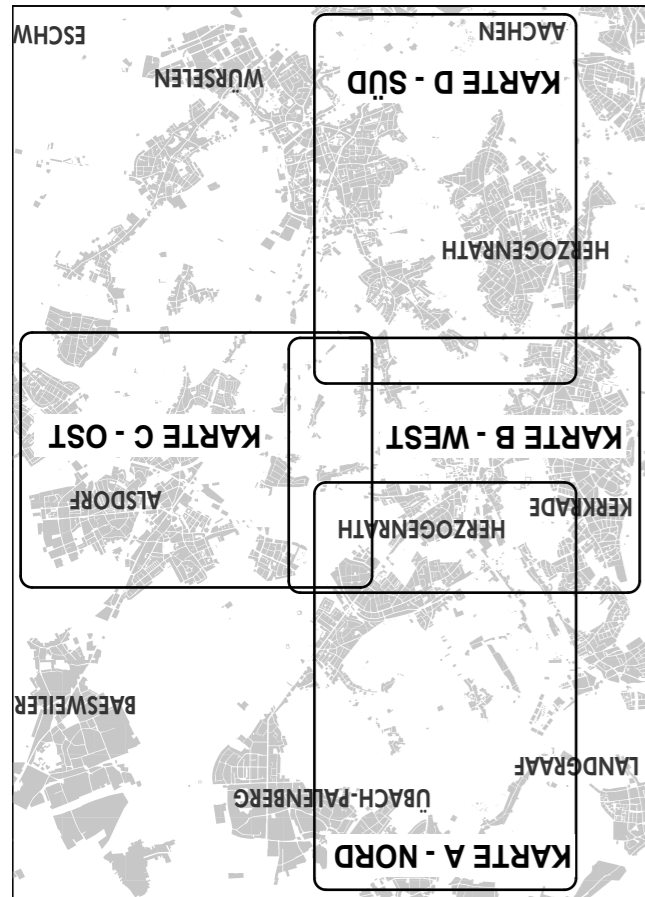 KARTE A - NORD
ÜBACH-PALENBERG
LANDGRAAF
BAESWEILER
HERZOGENRATH
KERKRADE
ALSDORF
KARTE B - WEST
KARTE C - OST
HERZOGENRATH
KARTE D - SÜD
WÜRSELEN
AACHEN
ESCHW